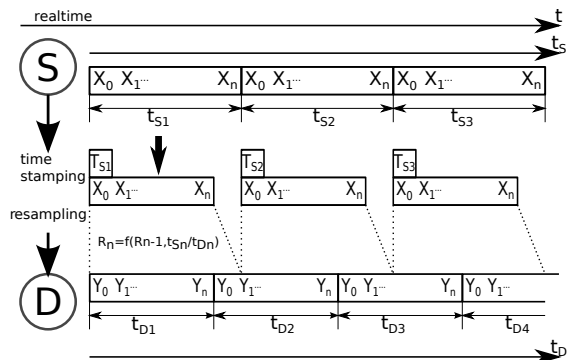 realtime t
t_S
S
X_0 X_1... X_n X_0 X_1... X_n X_0 X_1... X_n
t_S1 t_S2 t_S3
time stamping
T_S1 T_S2 T_S3
X_0 X_1... X_n X_0 X_1... X_n X_0 X_1... X_n
resampling
R_n=f(Rn-1,t_Sn/t_Dn)
D
Y_0 Y_1... Y_n Y_0 Y_1... Y_n Y_0 Y_1... Y_n Y_0 Y_1...
t_D1 t_D2 t_D3 t_D4
t_D